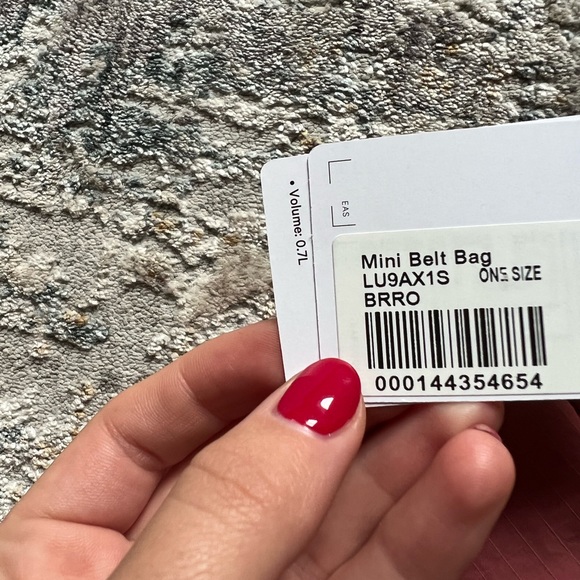 • Volume: 0.7L
EAS
Mini Belt Bag
LU9AX1S ONE SIZE
BRRO
000144354654